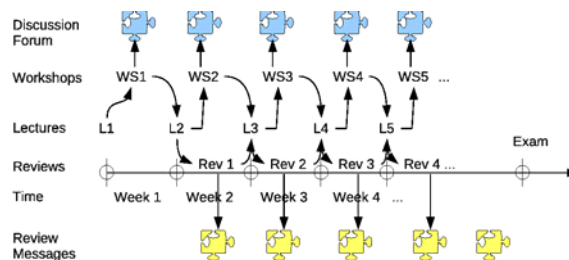 Discussion
Forum
Workshops WS1 WS2 WS3 WS4 WS5 ...
Lectures L1 L2 L3 L4 L5
Exam
Reviews Rev 1 Rev 2 Rev 3 Rev 4 ...
Time Week 1 Week 2 Week 3 Week 4 ...
Review
Messages